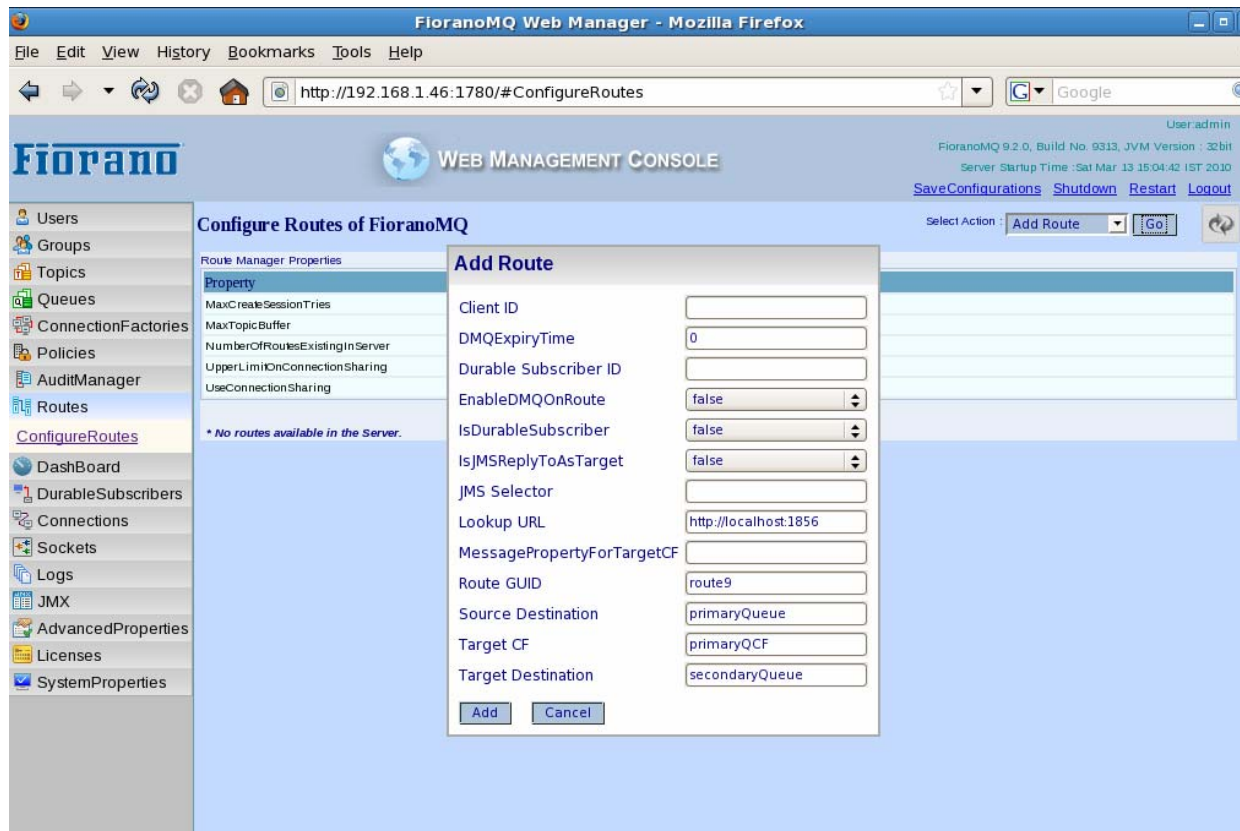 FioranoMQ Web Manager - Mozilla Firefox
File Edit View History Bookmarks Tools Help
http://192.168.1.46:1780/#ConfigureRoutes
G Google
Fiorano
WEB MANAGEMENT CONSOLE
User:admin
FioranoMQ 9.2.0, Build No. 9313, JVM Version : 32bit
Server Startup Time :Sat Mar 13 15:04:42 IST 2010
SaveConfigurations Shutdown Restart Logout
Users
Groups
Topics
Queues
ConnectionFactories
Policies
AuditManager
Routes
ConfigureRoutes
DashBoard
DurableSubscribers
Connections
Sockets
Logs
JMX
AdvancedProperties
Licenses
SystemProperties
Configure Routes of FioranoMQ
Select Action : Add Route Go
Route Manager Properties
Property
MaxCreateSessionTries
MaxTopicBuffer
NumberOfRoutesExistingInServer
UpperLimitOnConnectionSharing
UseConnectionSharing
* No routes available in the Server.
Add Route
Client ID
DMQExpiryTime 0
Durable Subscriber ID
EnableDMQOnRoute false
IsDurableSubscriber false
IsJMSReplyToAsTarget false
JMS Selector
Lookup URL http://localhost:1856
MessagePropertyForTargetCF
Route GUID route9
Source Destination primaryQueue
Target CF primaryQCF
Target Destination secondaryQueue
Add Cancel